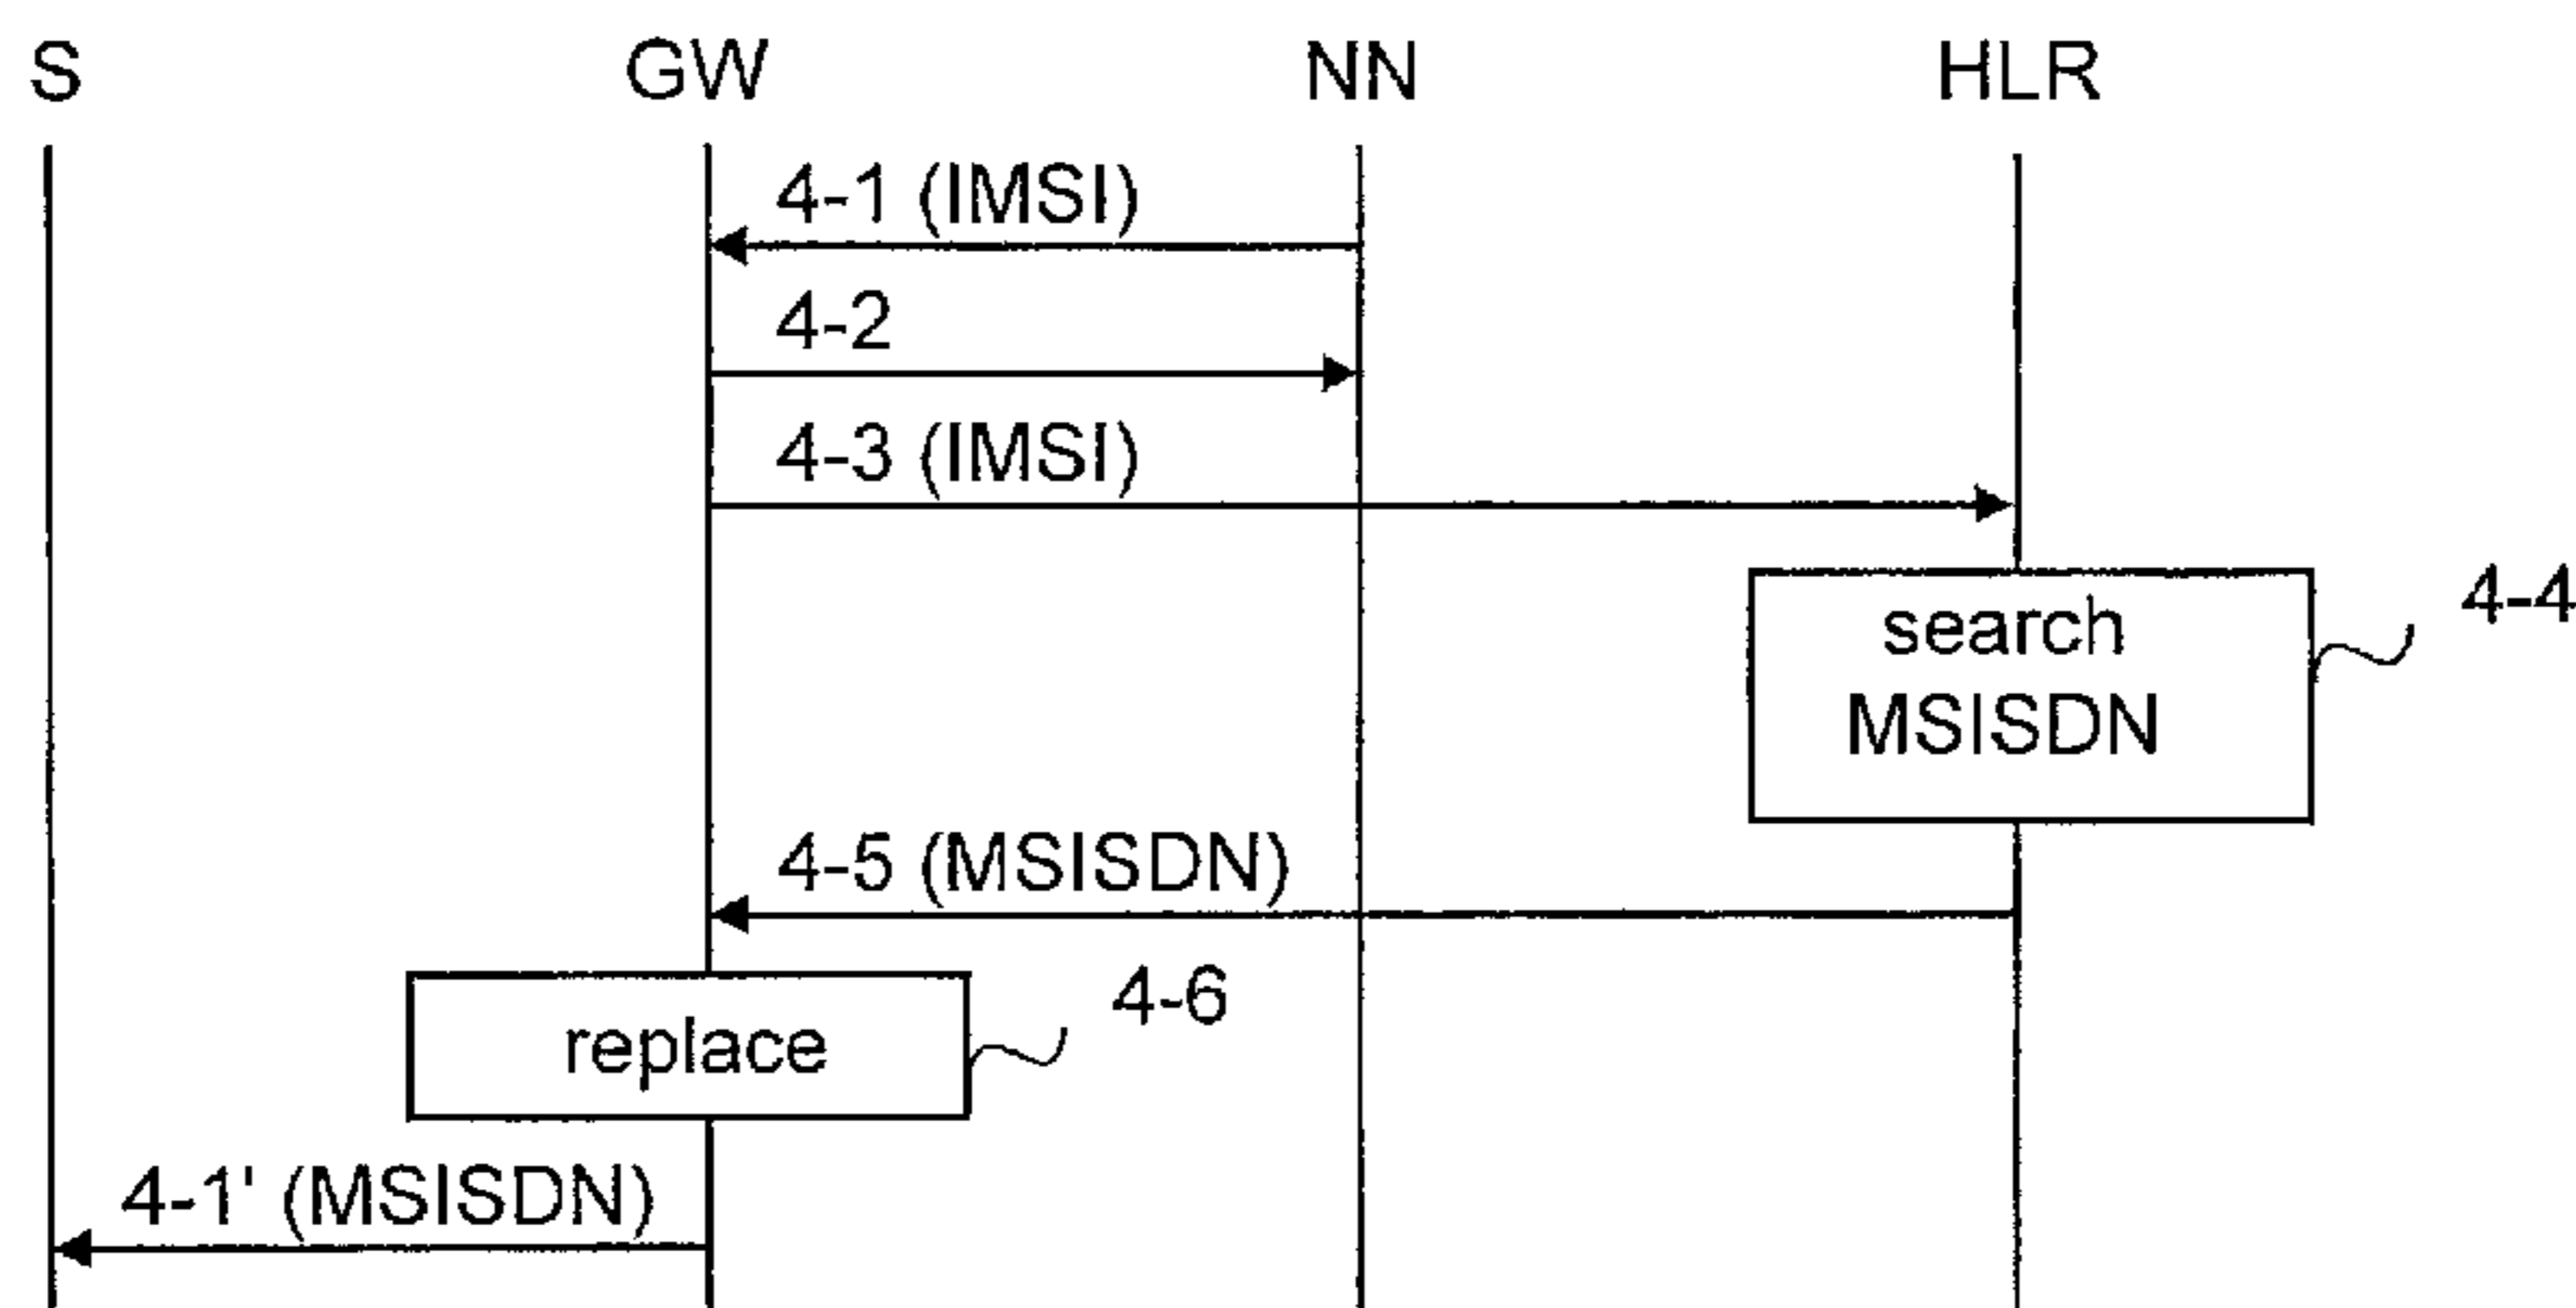 S GW NN HLR
4-1 (IMSI)
4-2
4-3 (IMSI)
4-4
search
MSISDN
4-5 (MSISDN)
4-6
replace
4-1' (MSISDN)